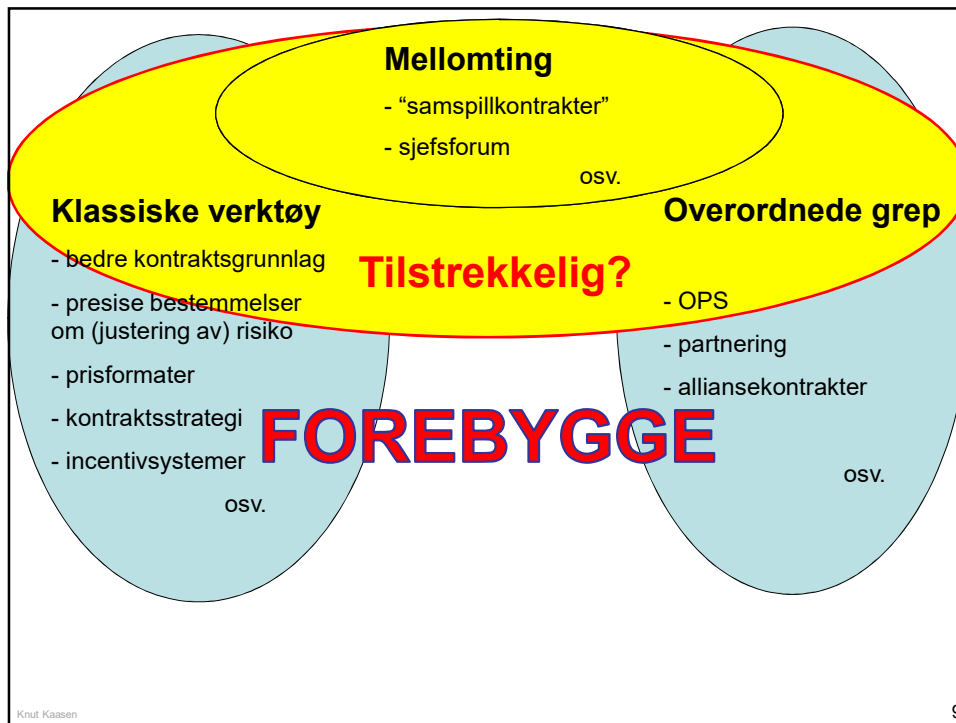 Mellomting
- “samspillkontrakter”
- sjefsforum
osv.
Klassiske verktøy
- bedre kontraktsgrunnlag
- presise bestemmelser
om (justering av) risiko
- prisformater
- kontraktsstrategi
- incentivsystemer
osv.
Overordnede grep
- OPS
- partnering
- alliansekontrakter
osv.
Tilstrekkelig?
FOREBYGGE
Knut Kaasen
9